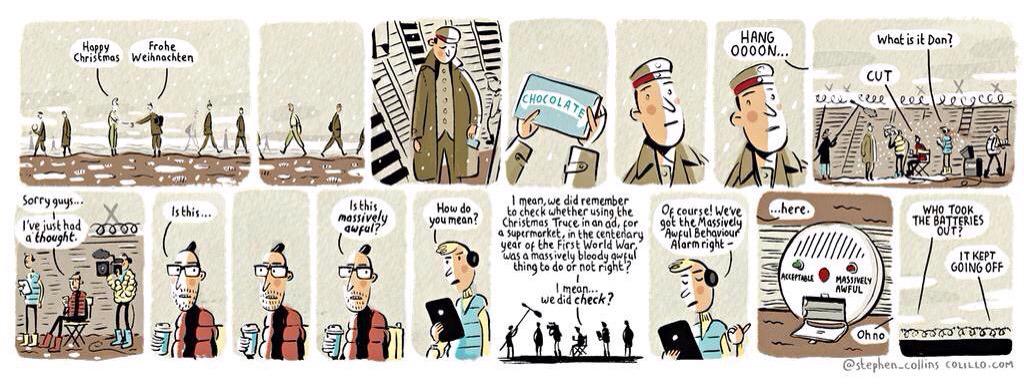 Happy
Christmas
Frohe
Weihnachten
CHOCOLATE
HANG
OOOON...
What is it Dan?
CUT
Sorry guys...
I've just had
a thought.
Is this...
Is this
massively
awful?
How do
you mean?
I mean, we did remember
to check whether using the
Christmas Truce in an ad, for
a supermarket, in the centenary
year of the First World War,
was a massively bloody awful
thing to do or not right?
I mean...
we did check?
Of course! We've
got the Massively
Awful Behaviour
Alarm right -
...here.
ACCEPTABLE
MASSIVELY
AWFUL
Oh no
WHO TOOK
THE BATTERIES
OUT?
IT KEPT
GOING OFF
@stephen_collins COLILLO.COM